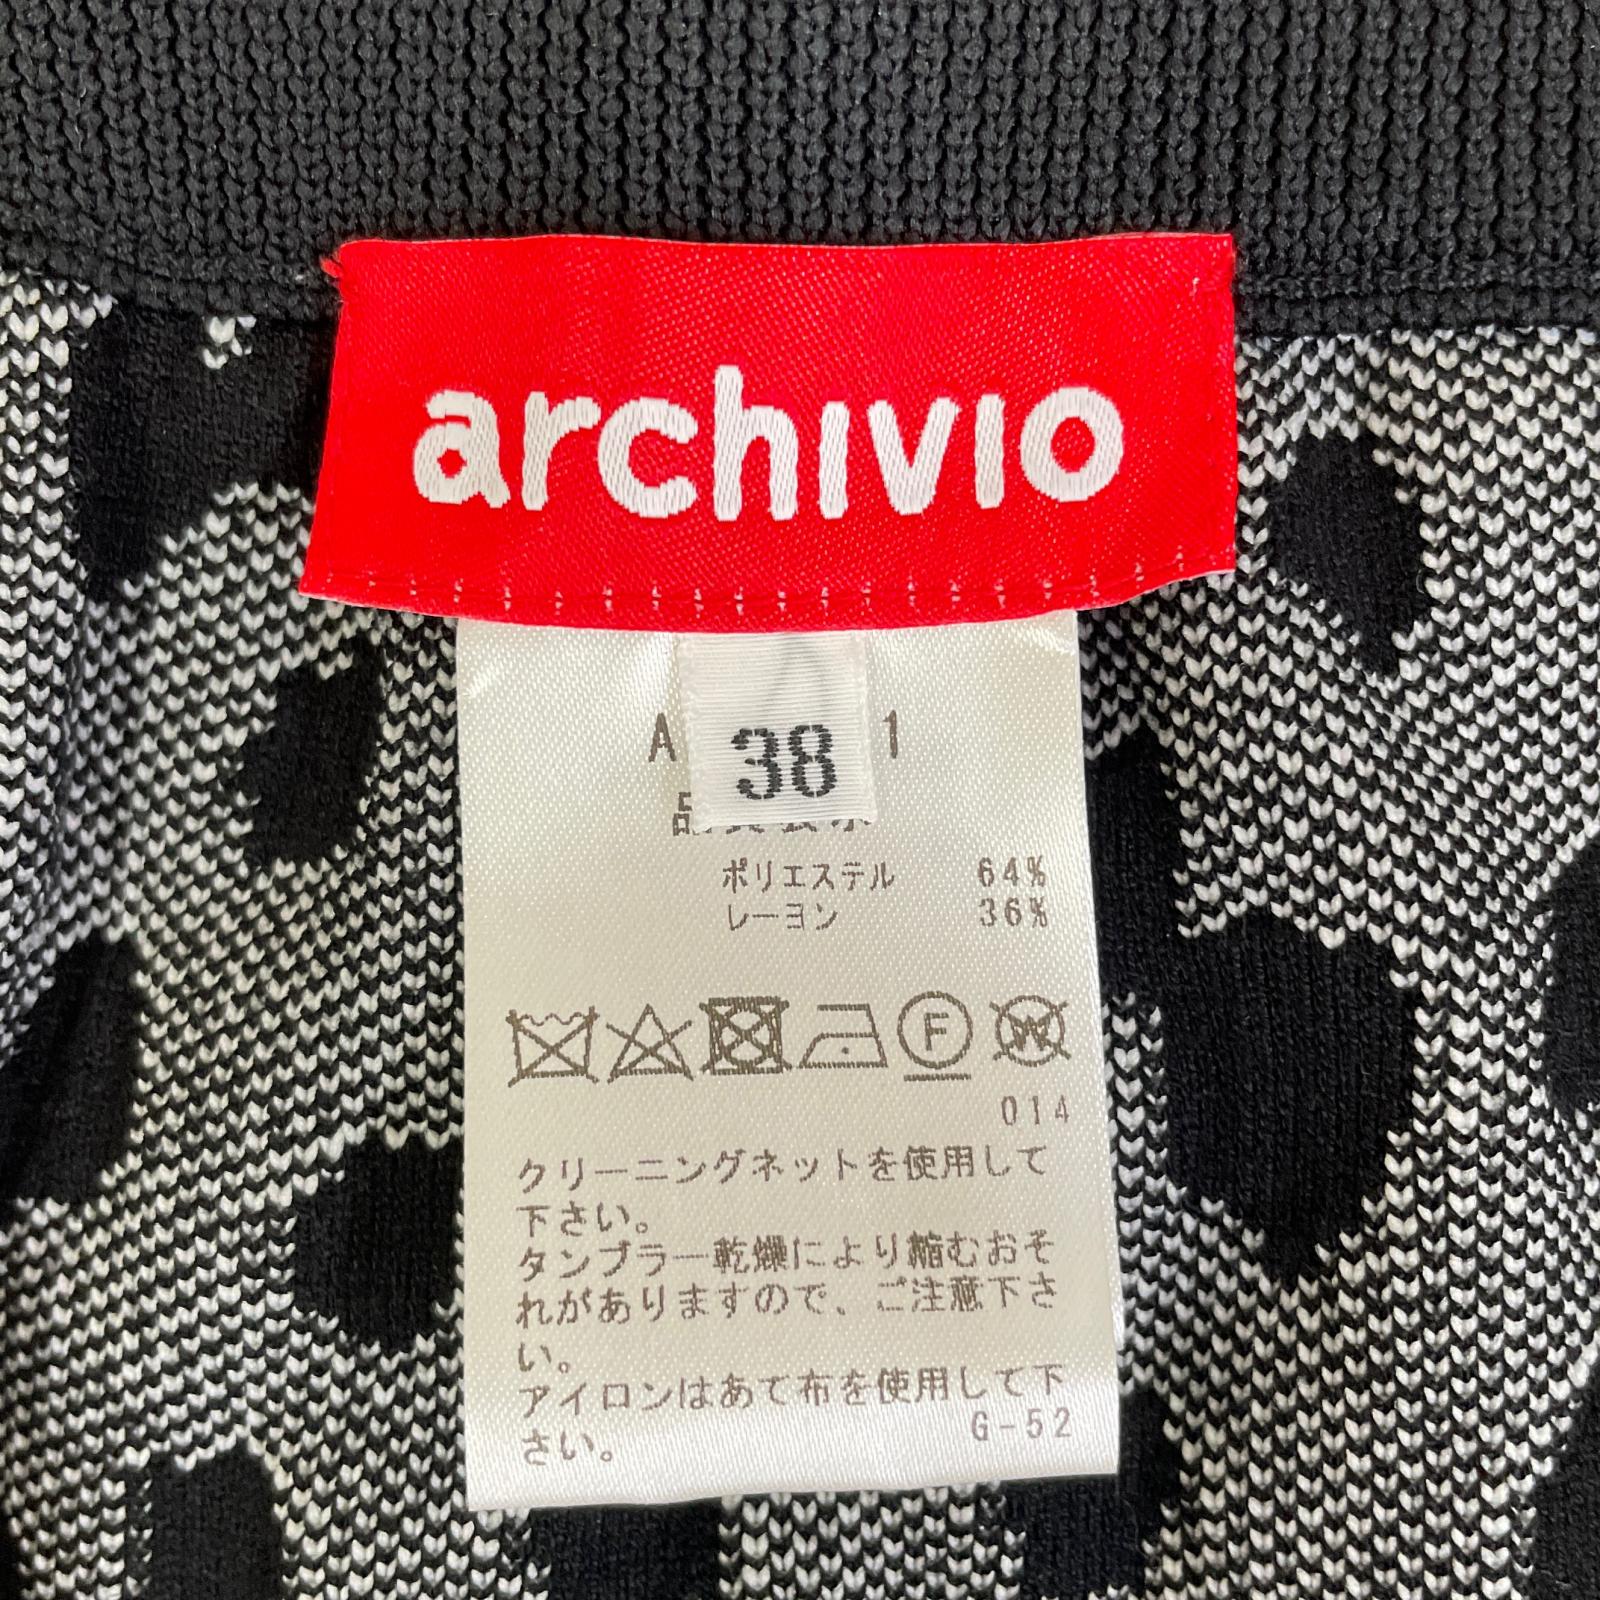 archivio
38
ポリエステル 64%
レーヨン 36%
F W
014
クリーニングネットを使用して
下さい。
タンブラー乾燥により縮むおそ
れがありますので、ご注意下さ
い。
アイロンはあて布を使用して下
さい。
G-52